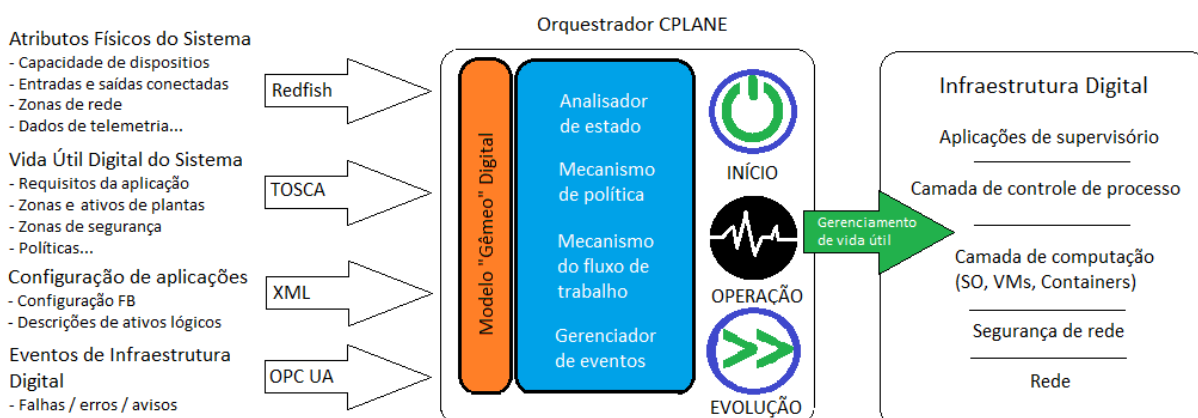 Orquestrador CPLANE
Atributos Físicos do Sistema
- Capacidade de dispositios
- Entradas e saídas conectadas
- Zonas de rede
- Dados de telemetria...
Redfish
Vida Útil Digital do Sistema
- Requisitos da aplicação
- Zonas e ativos de plantas
- Zonas de segurança
- Políticas...
TOSCA
Configuração de aplicações
- Configuração FB
- Descrições de ativos lógicos
XML
Eventos de Infraestrutura
Digital
- Falhas / erros / avisos
OPC UA
Modelo "Gêmeo" Digital
Analisador
de estado
Mecanismo
de política
Mecanismo
do fluxo de
trabalho
Gerenciador
de eventos
INÍCIO
OPERAÇÃO
EVOLUÇÃO
Gerenciamento
de vida útil
Infraestrutura Digital
Aplicações de supervisório
Camada de controle de processo
Camada de computação
(SO, VMs, Containers)
Segurança de rede
Rede